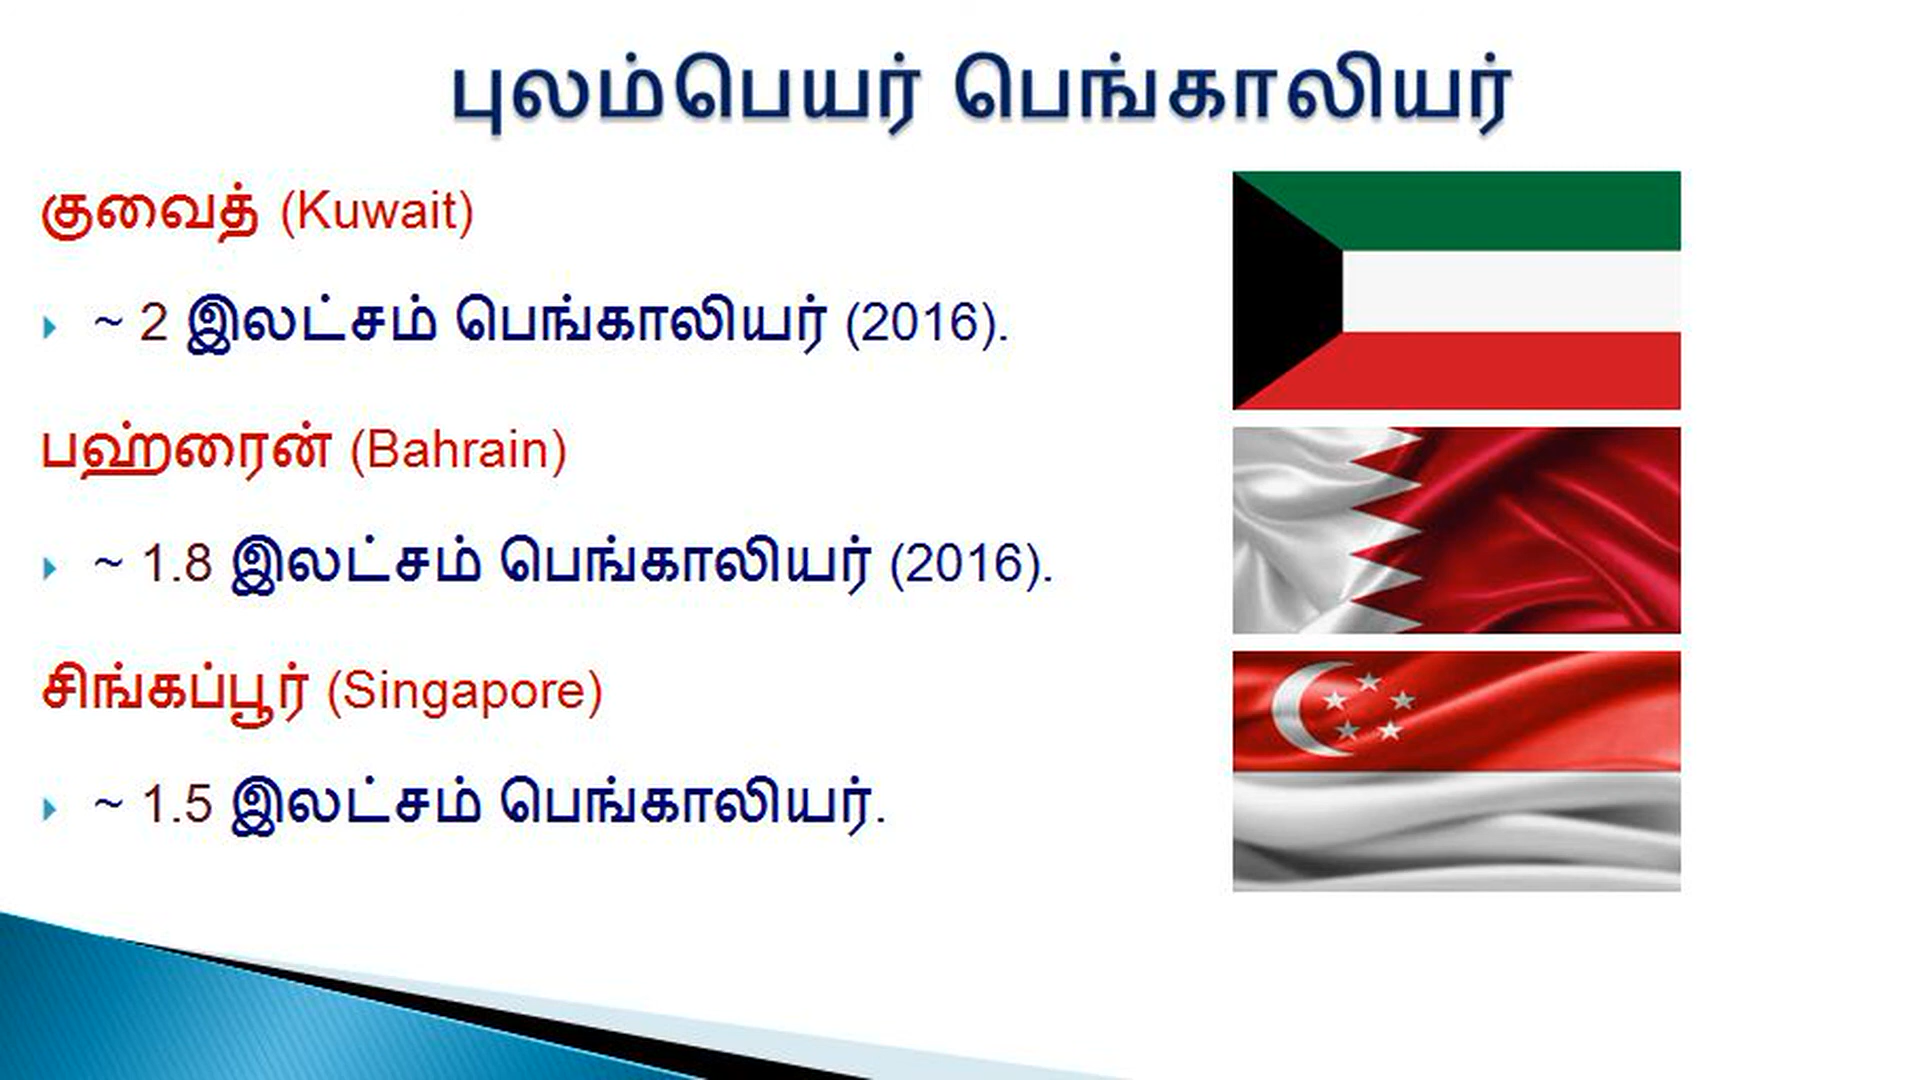 புலம்பெயர் பெங்காலியர்
குவைத் (Kuwait)
~ 2 இலட்சம் பெங்காலியர் (2016).
பஹ்ரைன் (Bahrain)
~ 1.8 இலட்சம் பெங்காலியர் (2016).
சிங்கப்பூர் (Singapore)
~ 1.5 இலட்சம் பெங்காலியர்.